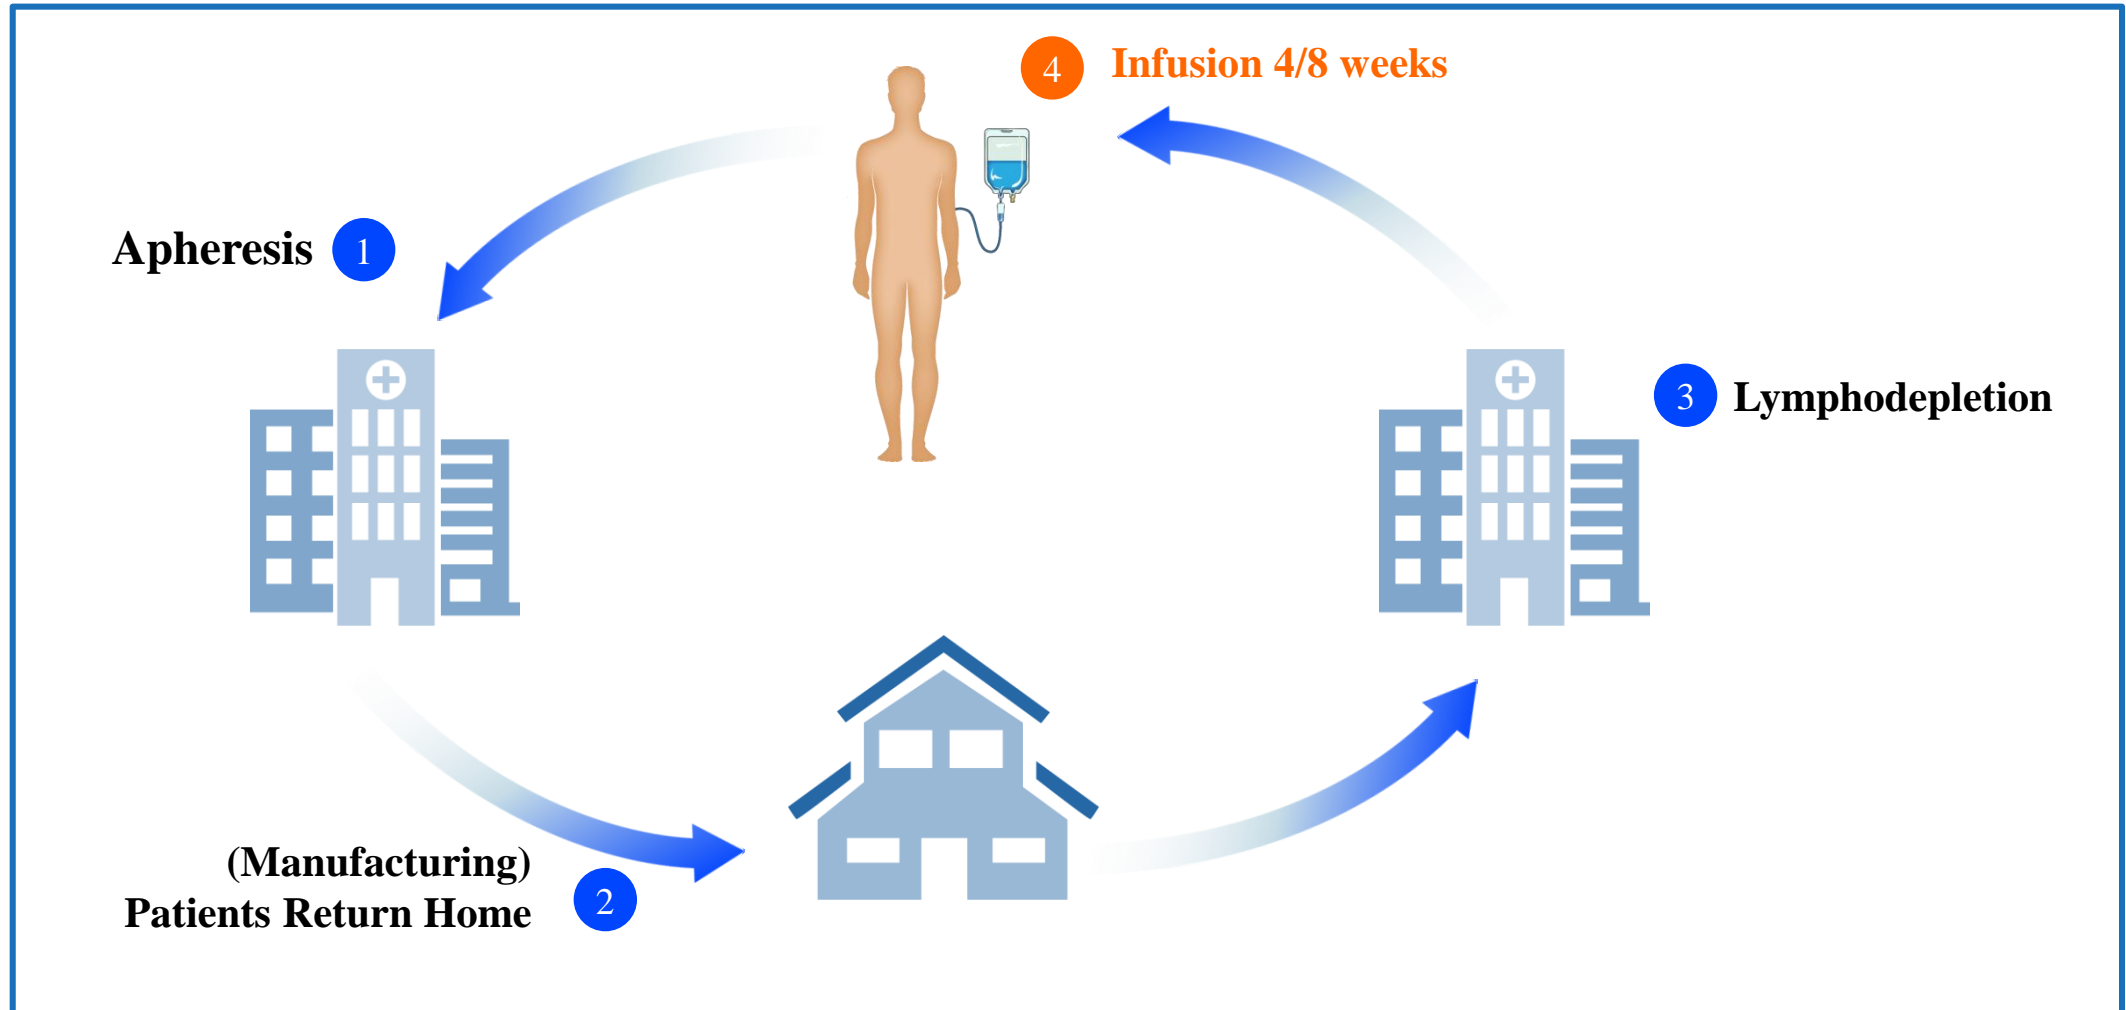 4 Infusion 4/8 weeks
Apheresis 1
3 Lymphodepletion
(Manufacturing)
Patients Return Home 2